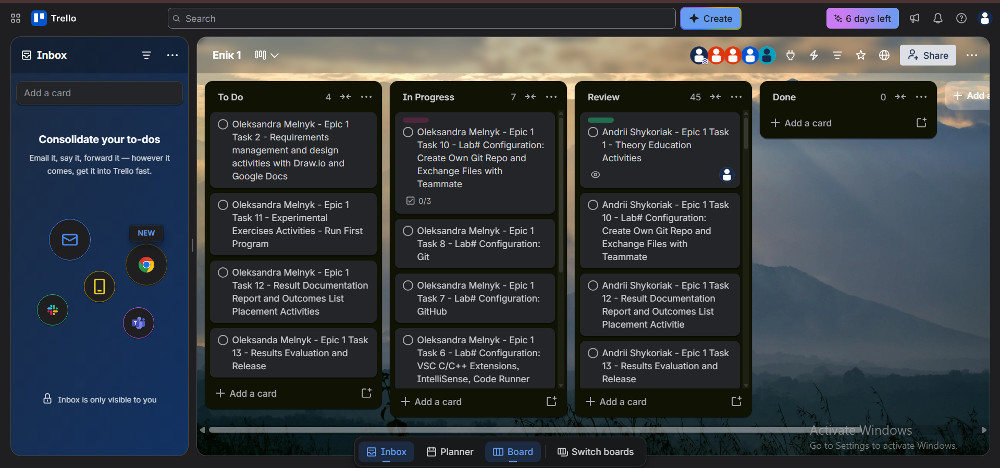 Trello
Search
Create
6 days left
Inbox
Add a card
Consolidate your to-dos
Email it, say it, forward it — however it
comes, get it into Trello fast.
NEW
Inbox is only visible to you
Епік 1
Share
To Do
4
Oleksandra Melnyk - Epic 1
Task 2 - Requirements
management and design
activities with Draw.io and
Google Docs
Oleksandra Melnyk - Epic 1
Task 11 - Experimental
Exercises Activities - Run First
Program
Oleksandra Melnyk - Epic 1
Task 12 - Result Documentation
Report and Outcomes List
Placement Activities
Oleksanda Melnyk - Epic 1 Task
13 - Results Evaluation and
Release
Add a card
In Progress
7
Oleksandra Melnyk - Epic 1
Task 10 - Lab# Configuration:
Create Own Git Repo and
Exchange Files with
Teammate
0/3
Oleksandra Melnyk - Epic 1
Task 8 - Lab# Configuration:
Git
Oleksandra Melnyk - Epic 1
Task 7 - Lab# Configuration:
GitHub
Oleksandra Melnyk - Epic 1
Task 6 - Lab# Configuration:
VSC C/C++ Extensions,
IntelliSense, Code Runner
Add a card
Review
45
Andrii Shykoriak - Epic 1 Task
1 - Theory Education
Activities
Andrii Shykoriak - Epic 1 Task
10 - Lab# Configuration:
Create Own Git Repo and
Exchange Files with
Teammate
Andrii Shykoriak - Epic 1 Task
12 - Result Documentation
Report and Outcomes List
Placement Activitie
Andrii Shykoriak - Epic 1 Task
13 - Results Evaluation and
Release
Add a card
Done
0
Add a card
Add
Activate Windows
Go to Settings to activate Windows.
Inbox
Planner
Board
Switch boards